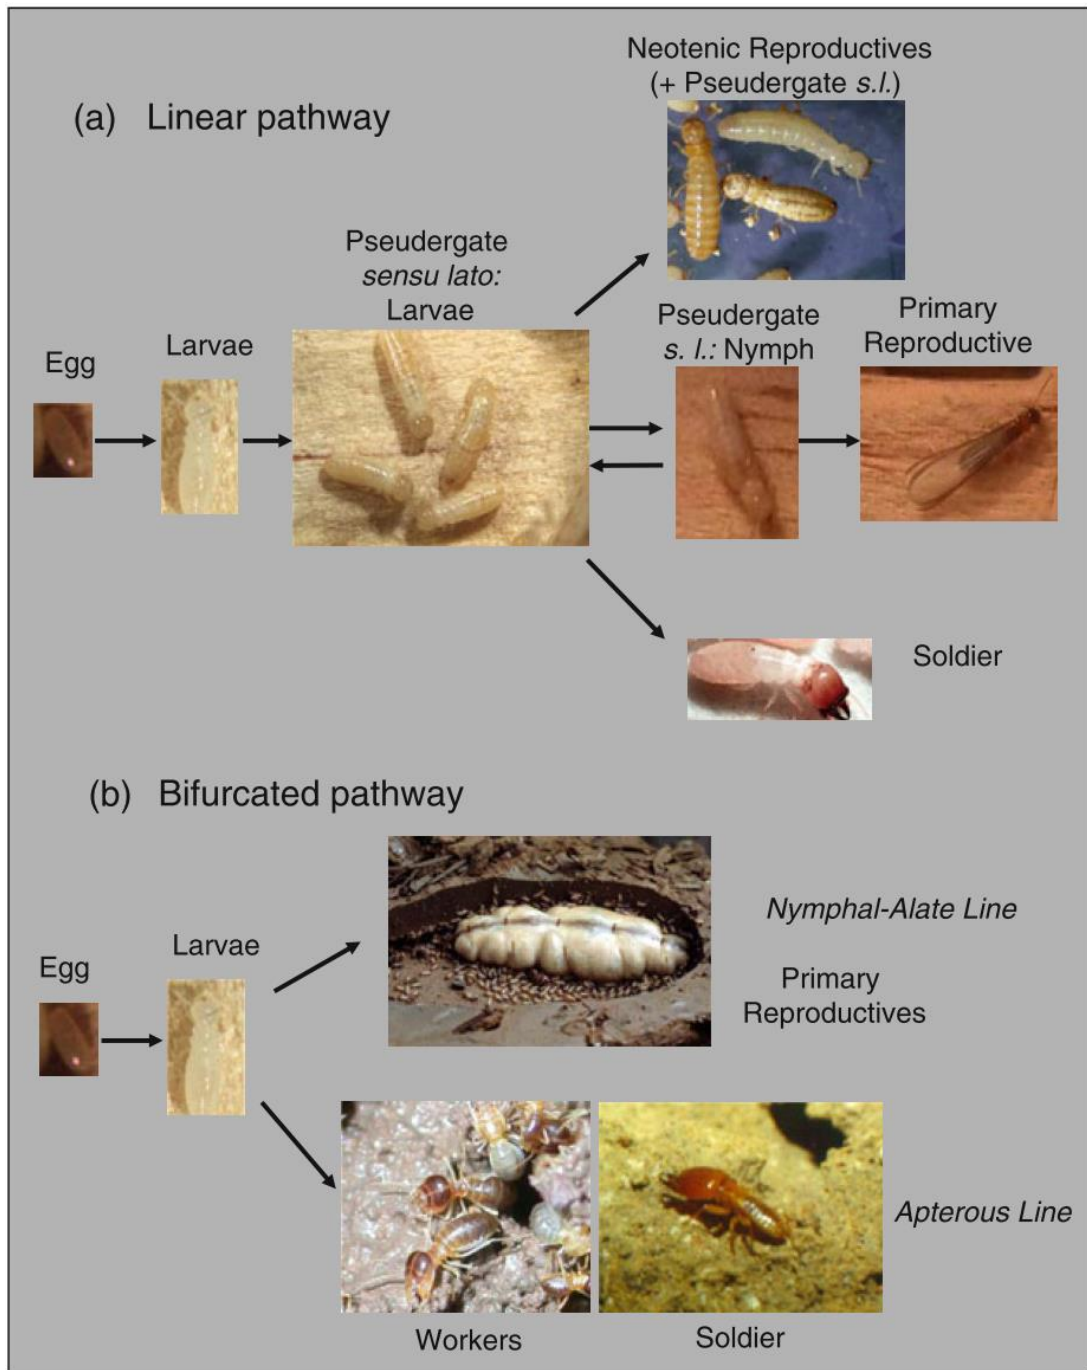 (a) Linear pathway
Neotenic Reproductives
(+ Pseudergate s.l.)
Pseudergate
sensu lato:
Larvae
Egg
Larvae
Pseudergate
s. l.: Nymph
Primary
Reproductive
Soldier
(b) Bifurcated pathway
Egg
Larvae
Nymphal-Alate Line
Primary
Reproductives
Apterous Line
Workers
Soldier